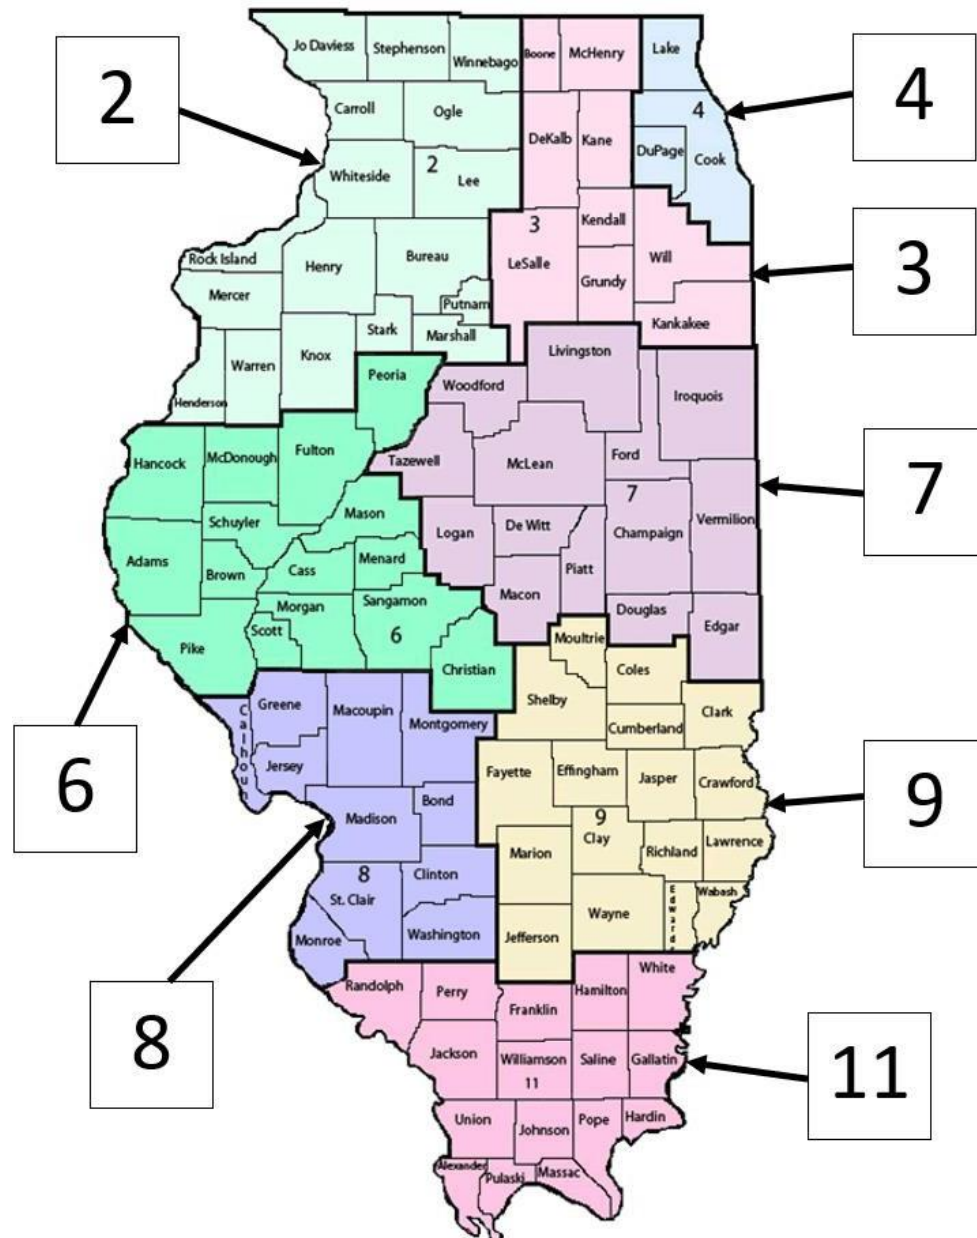 Jo Daviess
Stephenson
Winnebago
Boone
McHenry
Lake
2
4
Carroll
Ogle
4
DeKalb
Kane
DuPage
Cook
Whiteside
2
Lee
3
Kendall
Rock Island
Henry
Bureau
LeSalle
Will
3
Mercer
Grundy
Putnam
Stark
Marshall
Kankakee
Warren
Knox
Livingston
Peoria
Woodford
Iroquois
Henderson
Hancock
McDonough
Fulton
Tazewell
McLean
Ford
7
7
Mason
Schuyler
Logan
De Witt
Champaign
Vermilion
Adams
Brown
Cass
Menard
Piatt
Morgan
Sangamon
Macon
Scott
6
Douglas
Edgar
Pike
Christian
Moultrie
Coles
6
Greene
Macoupin
Montgomery
Shelby
Clark
Calhoun
Cumberland
Jersey
Fayette
Effingham
Jasper
Crawford
9
Bond
Madison
9
Clay
Richland
Lawrence
Marion
8
Clinton
St. Clair
Wayne
Edwards
Wabash
Monroe
Washington
Jefferson
8
Randolph
Perry
Franklin
Hamilton
White
Jackson
Williamson
Saline
Gallatin
11
11
Union
Johnson
Pope
Hardin
Alexander
Pulaski
Massac